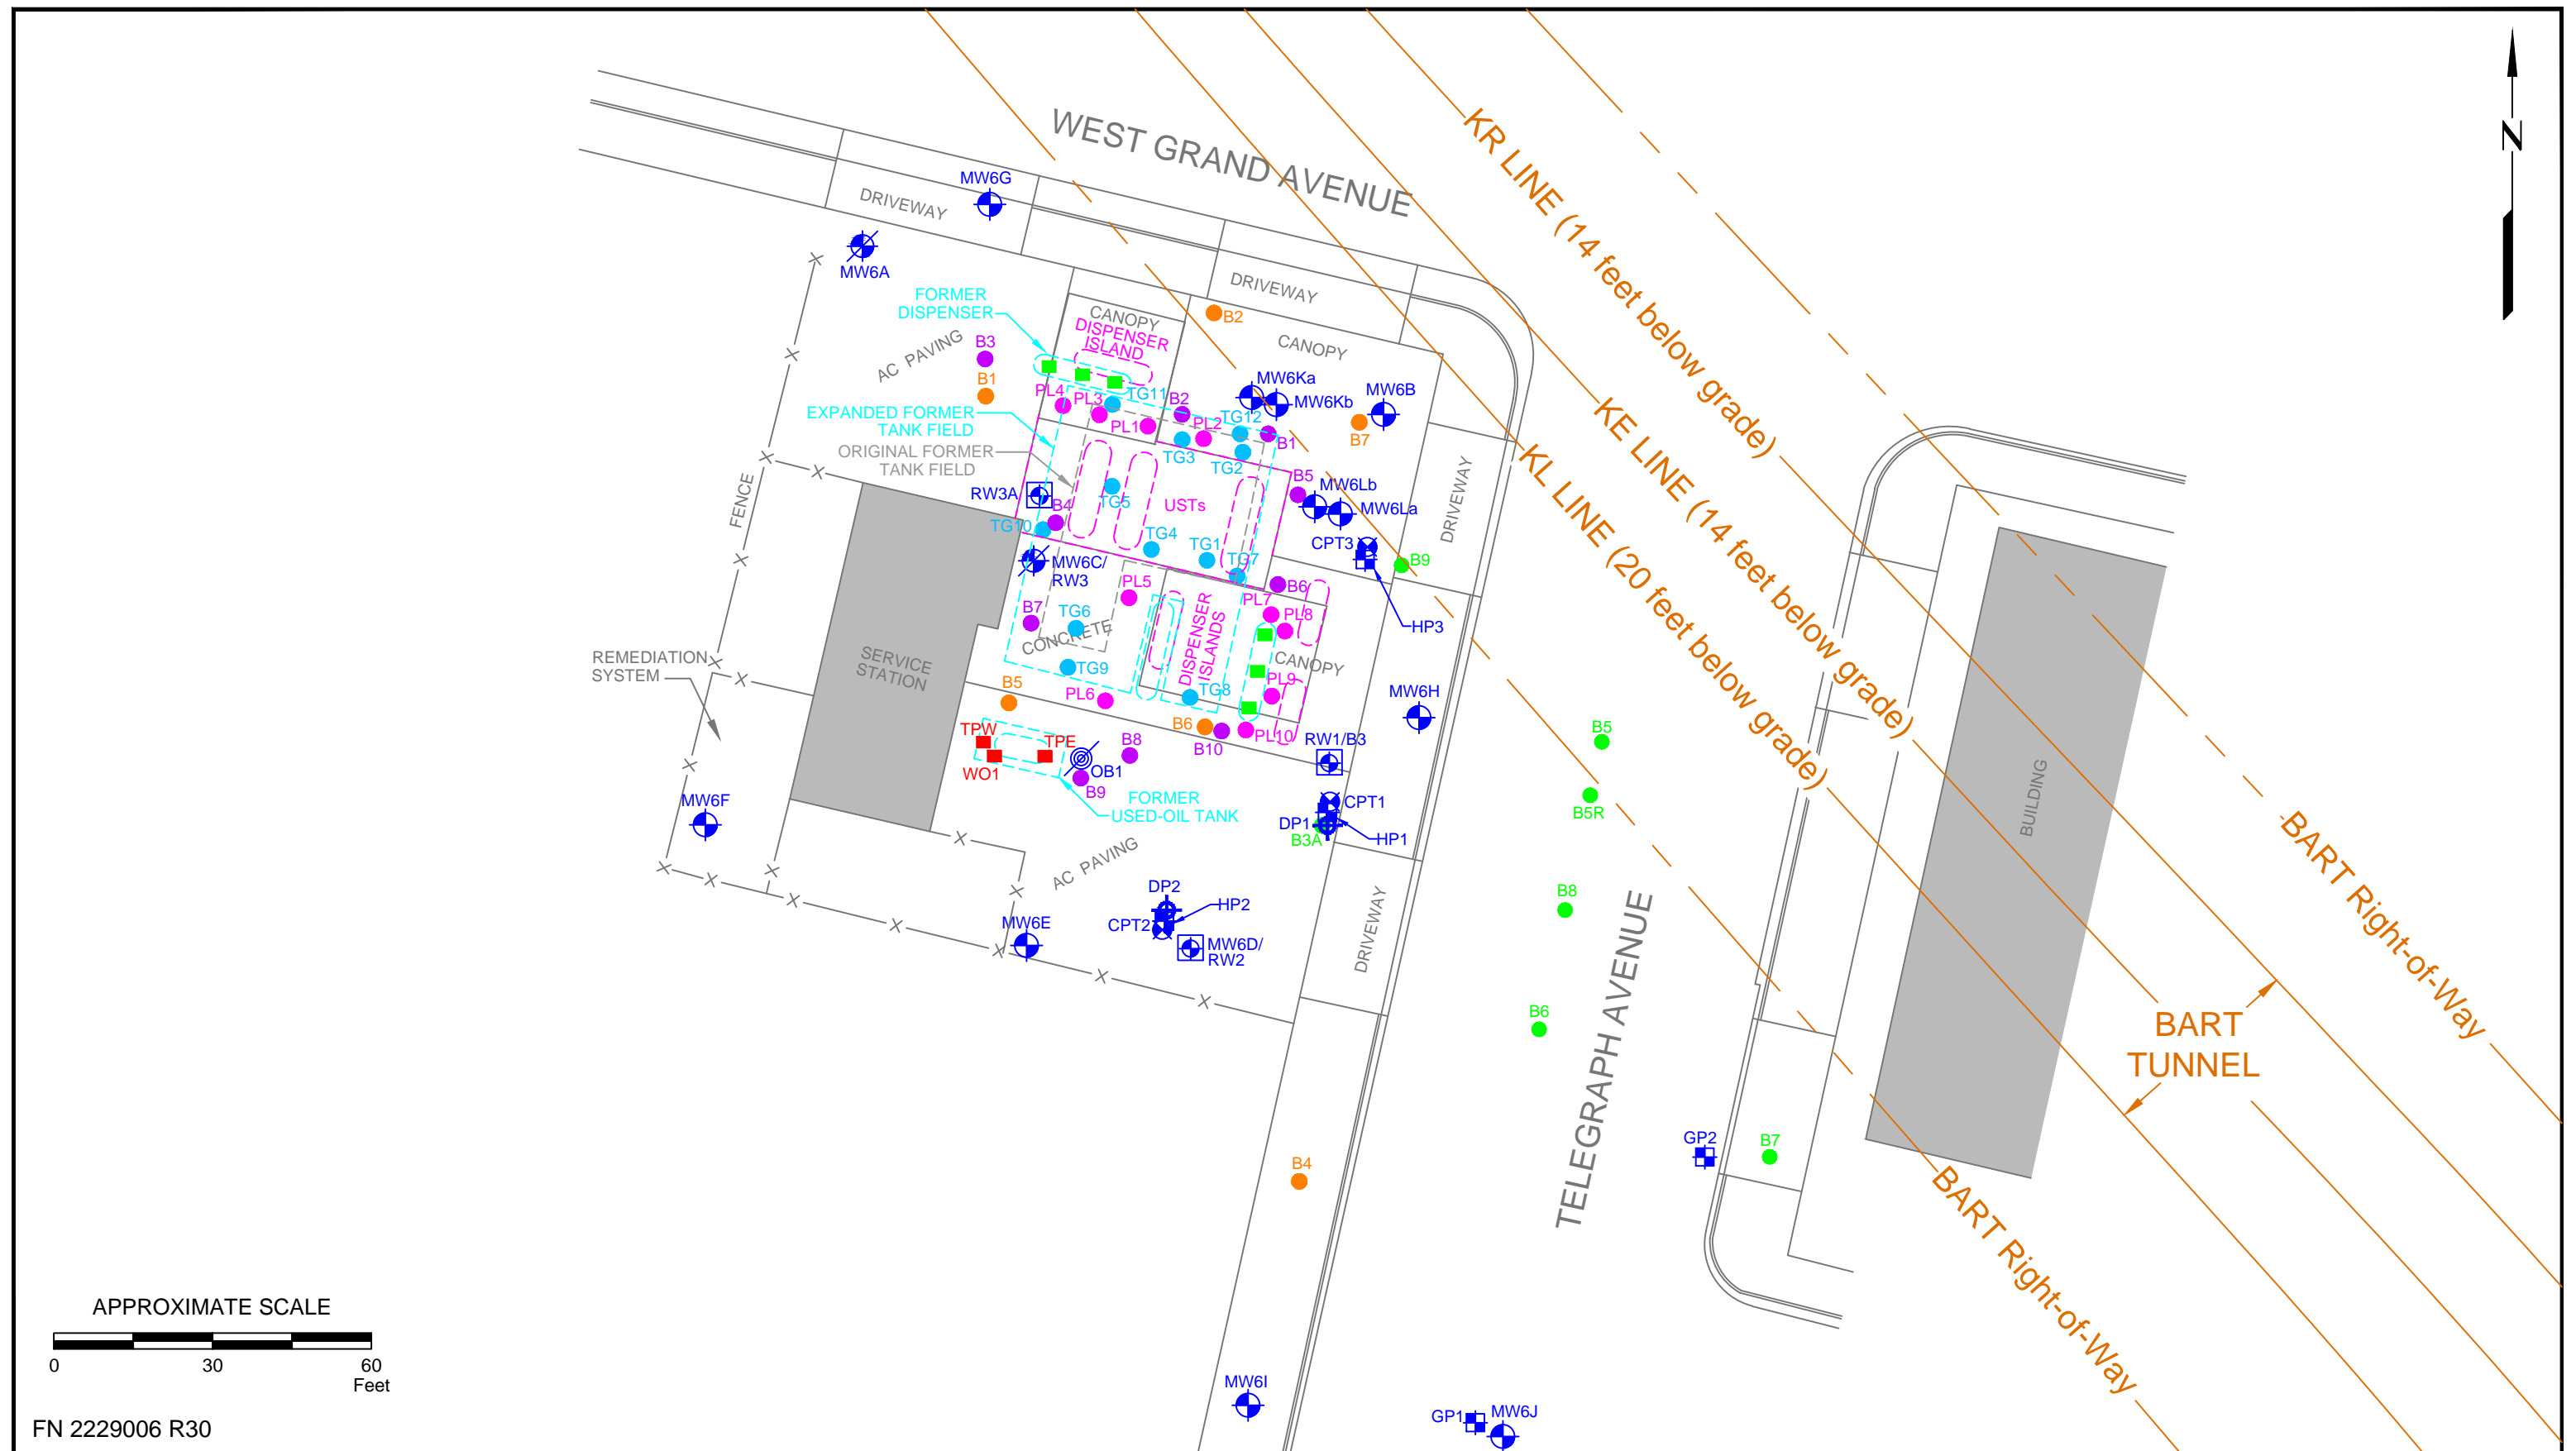 WEST GRAND AVENUE
KR LINE (14 feet below grade)
N
MW6G
DRIVEWAY
MW6A
DRIVEWAY
FORMER
DISPENSER
CANOPY
DISPENSER
ISLAND
B2
CANOPY
AC PAVING
B3
B1
PL4
PL3
TG11
PL1
B2
PL2
TG12
MW6Ka
MW6Kb
MW6B
B7
B1
TG3
TG2
EXPANDED FORMER
TANK FIELD
ORIGINAL FORMER
TANK FIELD
KE LINE (14 feet below grade)
KL LINE (20 feet below grade)
FENCE
RW3A
B4
TG5
USTs
B5
MW6Lb
MW6La
DRIVEWAY
TG10
TG4
TG1
TG7
CPT3
B9
MW6C/
RW3
PL5
B6
B7
TG6
CONCRETE
DISPENSER
ISLANDS
PL7
PL8
HP3
CANOPY
REMEDIATION
SYSTEM
SERVICE
STATION
TG9
TG8
PL9
B5
PL6
MW6H
B6
B10
PL10
RW1/B3
B5
TPW
TPE
WO1
OB1
B8
B9
FORMER
USED-OIL TANK
CPT1
DP1
B3A
HP1
B5R
MW6F
BUILDING
BART Right-of-Way
AC PAVING
DP2
HP2
CPT2
MW6D/
RW2
MW6E
DRIVEWAY
B8
B6
TELEGRAPH AVENUE
BART
TUNNEL
GP2
B7
B4
BART Right-of-Way
APPROXIMATE SCALE
0 30 60
Feet
MW6I
GP1
MW6J
FN 2229006 R30